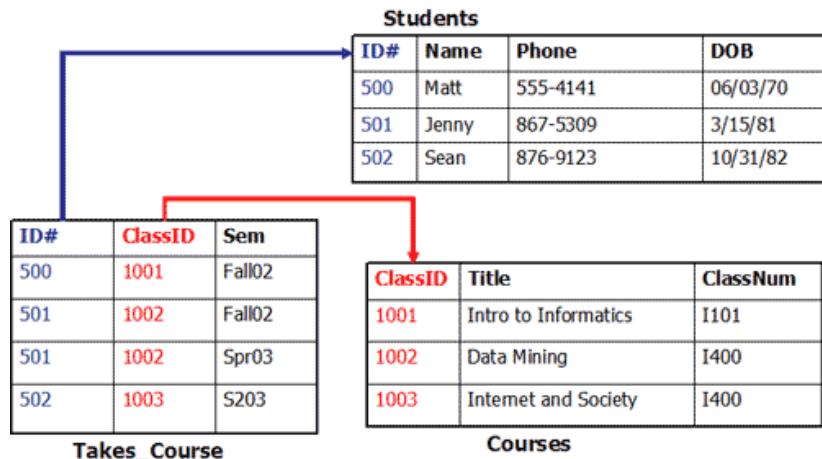 Students
ID# Name Phone DOB
500 Matt 555-4141 06/03/70
501 Jenny 867-5309 3/15/81
502 Sean 876-9123 10/31/82
ID# ClassID Sem
500 1001 Fall02
501 1002 Fall02
501 1002 Spr03
502 1003 S203
Takes_Course
ClassID Title ClassNum
1001 Intro to Informatics I101
1002 Data Mining I400
1003 Internet and Society I400
Courses